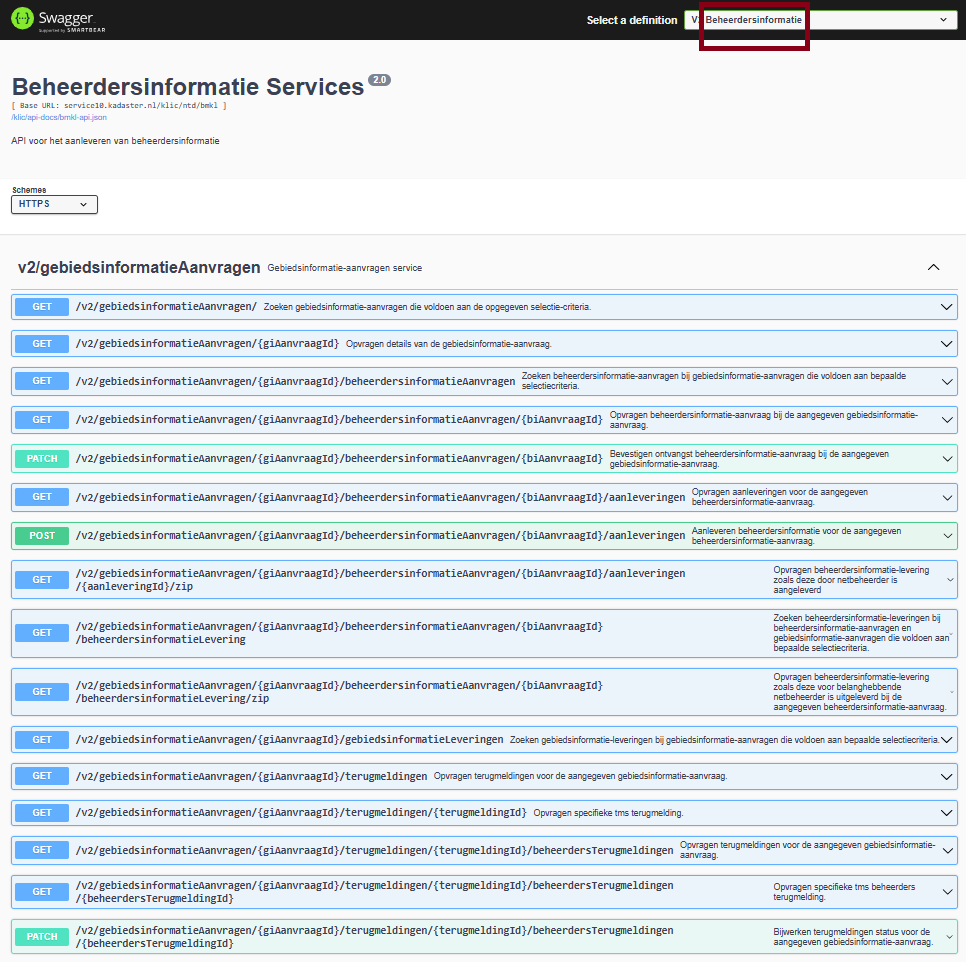 Swagger
Supported by SMARTBEAR
Select a definition
Beheerdersinformatie
Beheerdersinformatie Services 2.0
[ Base URL: service10.kadaster.nl/klic/ntd/bmkl ]
/klic/api-docs/bmkl-api.json
API voor het aanleveren van beheerdersinformatie
Schemes
HTTPS
v2/gebiedsinformatieAanvragen Gebiedsinformatie-aanvragen service
GET /v2/gebiedsinformatieAanvragen/ Zoeken gebiedsinformatie-aanvragen die voldoen aan de opgegeven selectie-criteria.
GET /v2/gebiedsinformatieAanvragen/{giAanvraagId} Opvragen details van de gebiedsinformatie-aanvraag.
GET /v2/gebiedsinformatieAanvragen/{giAanvraagId}/beheerdersinformatieAanvragen Zoeken beheerdersinformatie-aanvragen bij gebiedsinformatie-aanvragen die voldoen aan bepaalde
selectiecriteria.
GET /v2/gebiedsinformatieAanvragen/{giAanvraagId}/beheerdersinformatieAanvragen/{biAanvraagId} Opvragen beheerdersinformatie-aanvraag bij de aangegeven gebiedsinformatie-
aanvraag.
PATCH /v2/gebiedsinformatieAanvragen/{giAanvraagId}/beheerdersinformatieAanvragen/{biAanvraagId} Bevestigen ontvangst beheerdersinformatie-aanvraag bij de aangegeven
gebiedsinformatie-aanvraag.
GET /v2/gebiedsinformatieAanvragen/{giAanvraagId}/beheerdersinformatieAanvragen/{biAanvraagId}/aanleveringen Opvragen aanleveringen voor de aangegeven
beheerdersinformatie-aanvraag.
POST /v2/gebiedsinformatieAanvragen/{giAanvraagId}/beheerdersinformatieAanvragen/{biAanvraagId}/aanleveringen Aanleveren beheerdersinformatie voor de aangegeven
beheerdersinformatie-aanvraag.
GET /v2/gebiedsinformatieAanvragen/{giAanvraagId}/beheerdersinformatieAanvragen/{biAanvraagId}/aanleveringen
/{aanleveringId}/zip
Opvragen beheerdersinformatie-levering
zoals deze door netbeheerder is
aangeleverd
GET /v2/gebiedsinformatieAanvragen/{giAanvraagId}/beheerdersinformatieAanvragen/{biAanvraagId}
/beheerdersinformatieLevering
Zoeken beheerdersinformatie-leveringen bij
beheerdersinformatie-aanvragen en
gebiedsinformatie-aanvragen die voldoen aan
bepaalde selectiecriteria.
GET /v2/gebiedsinformatieAanvragen/{giAanvraagId}/beheerdersinformatieAanvragen/{biAanvraagId}
/beheerdersinformatieLevering/zip
Opvragen beheerdersinformatie-levering
zoals deze voor belanghebbende
netbeheerder is uitgeleverd bij de
aangegeven beheerdersinformatie-aanvraag.
GET /v2/gebiedsinformatieAanvragen/{giAanvraagId}/gebiedsinformatieLeveringen Zoeken gebiedsinformatie-leveringen bij gebiedsinformatie-aanvragen die voldoen aan bepaalde selectiecriteria.
GET /v2/gebiedsinformatieAanvragen/{giAanvraagId}/terugmeldingen Opvragen terugmeldingen voor de aangegeven gebiedsinformatie-aanvraag.
GET /v2/gebiedsinformatieAanvragen/{giAanvraagId}/terugmeldingen/{terugmeldingId} Opvragen specifieke tms terugmelding.
GET /v2/gebiedsinformatieAanvragen/{giAanvraagId}/terugmeldingen/{terugmeldingId}/beheerdersTerugmeldingen Opvragen terugmeldingen voor de aangegeven gebiedsinformatie-
aanvraag.
GET /v2/gebiedsinformatieAanvragen/{giAanvraagId}/terugmeldingen/{terugmeldingId}/beheerdersTerugmeldingen
/{beheerdersTerugmeldingId}
Opvragen specifieke tms beheerders
terugmelding.
PATCH /v2/gebiedsinformatieAanvragen/{giAanvraagId}/terugmeldingen/{terugmeldingId}/beheerdersTerugmeldingen
/{beheerdersTerugmeldingId}
Bijwerken terugmeldingen status voor de
aangegeven gebiedsinformatie-aanvraag.